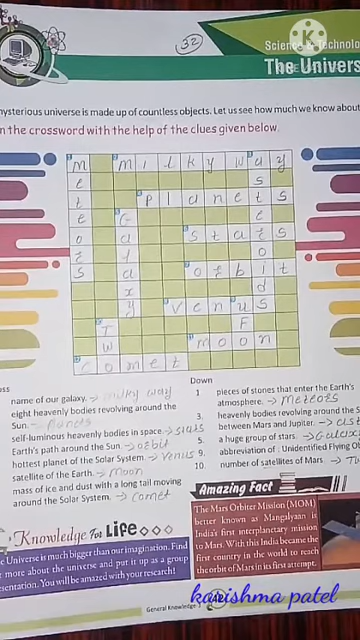 32
Science & Technolo
The Univers
mysterious universe is made up of countless objects. Let us see how much we know about
n the crossword with the help of the clues given below.
m m i l k y w a y
e s
t p l a n e t s
e G e
o a s t a r s
r l o
s a o r b i t
x d
y v e n u s
T F
w m o o n
c o m e t
ss
name of our galaxy. → milky way
eight heavenly bodies revolving around the
Sun. → Planets
self-luminous heavenly bodies in space. → stars
Earth's path around the Sun. → orbit
hottest planet of the Solar System. → Venus
satellite of the Earth. → Moon
mass of ice and dust with a long tail moving
around the Solar System. → Comet
Down
1 pieces of stones that enter the Earth's
atmosphere. → Meteors
3. heavenly bodies revolving around the S
between Mars and Jupiter. → Ast
5. a huge group of stars. → Galax
9. abbreviation of : Unidentified Flying O
10. number of satellites of Mars → Tw
Knowledge For Life
e Universe is much bigger than our imagination. Find
more about the universe and put it up as a group
esentation. You will be amazed with your research!
Amazing Fact
The Mars Orbiter Mission (MOM)
better known as Mangalyaan is
India's first interplanetary mission
to Mars. With this India became the
first country in the world to reach
the orbit of Mars in its first attempt.
General Knowledge-
karishma patel